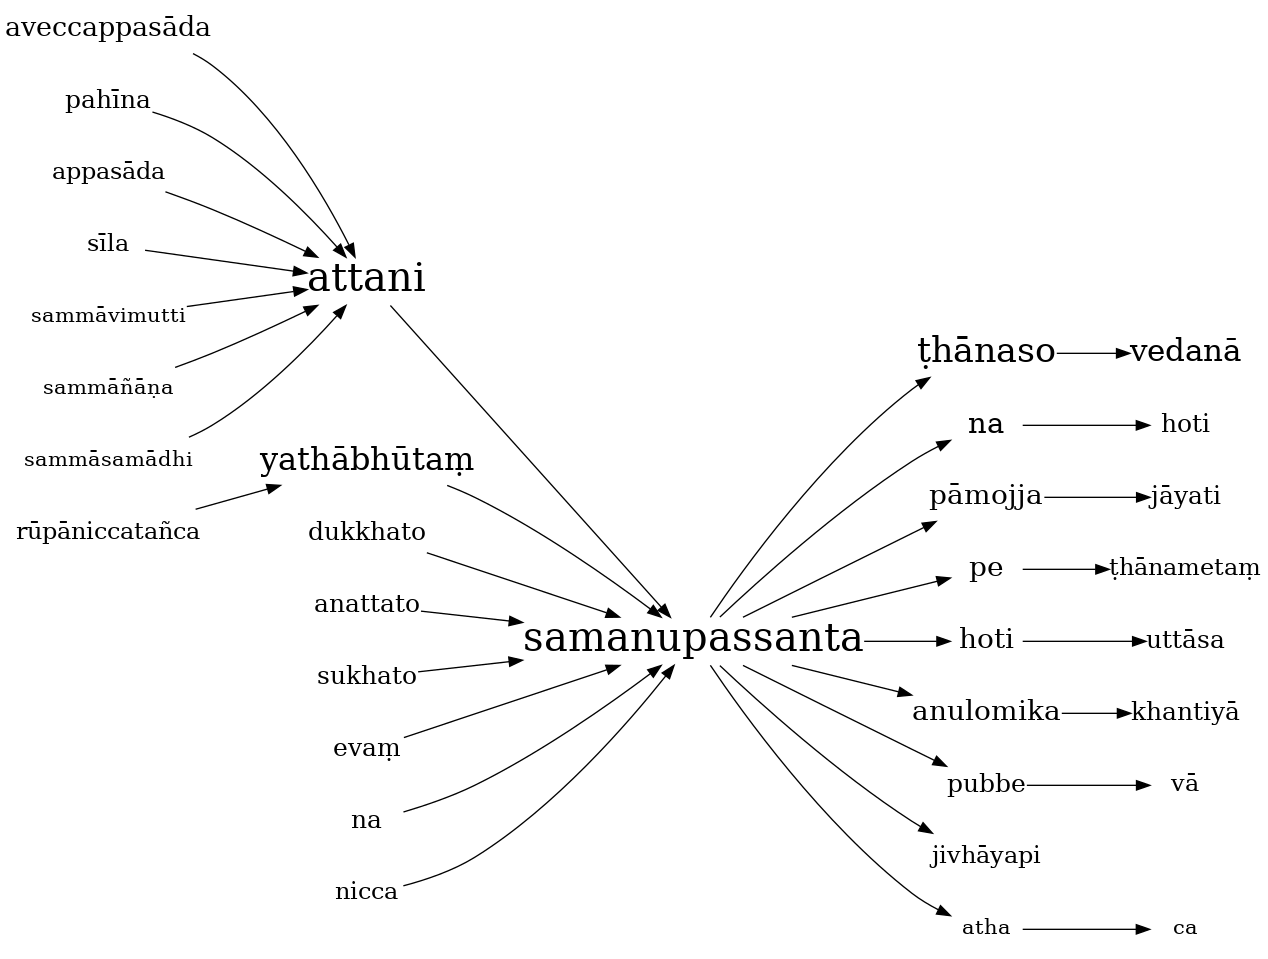 aveccappasāda
pahīna
appasāda
sīla
attani
sammāvimutti
sammāñāṇa
sammāsamādhi
yathābhūtaṃ
rūpāniccatañca
dukkhato
anattato
sukhato
evaṃ
na
nicca
samanupassanta
ṭhānaso vedanā
na hoti
pāmojja jāyati
pe ṭhānametaṃ
hoti uttāsa
anulomika khantiyā
pubbe vā
jivhāyapi
atha ca